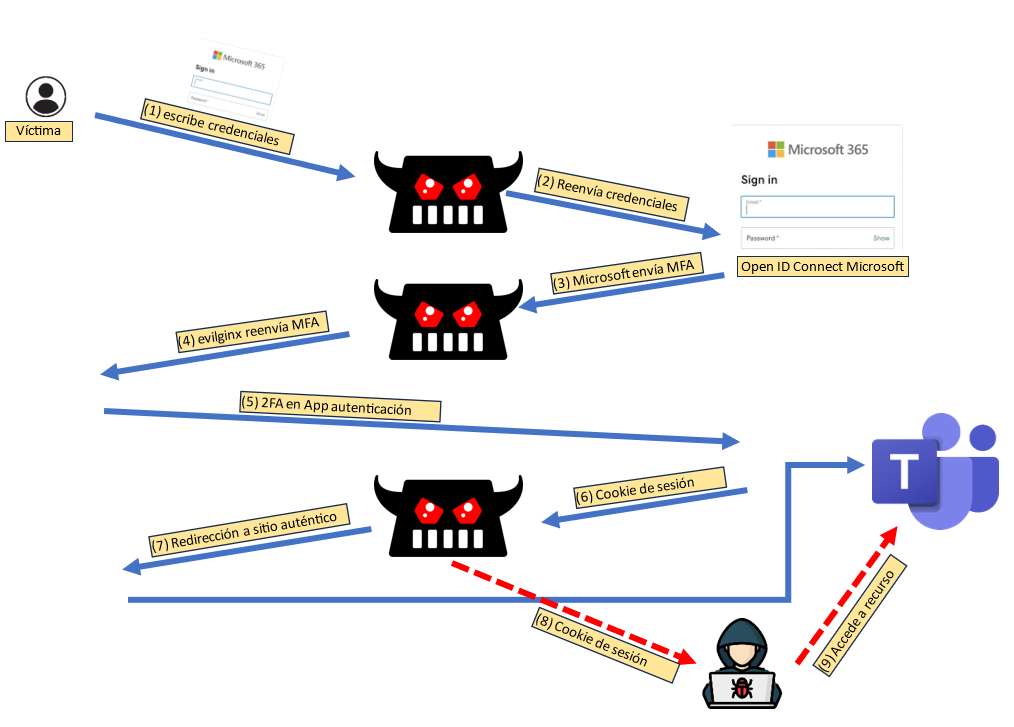 Microsoft 365
Sign in
Password *
Show
Víctima
(1) escribe credenciales
(2) Reenvía credenciales
Microsoft 365
Sign in
Email *
Password *
Show
Open ID Connect Microsoft
(3) Microsoft envía MFA
(4) evilginx reenvía MFA
(5) 2FA en App autenticación
(6) Cookie de sesión
(7) Redirección a sitio auténtico
T
(8) Cookie de sesión
(9) Accede a recurso